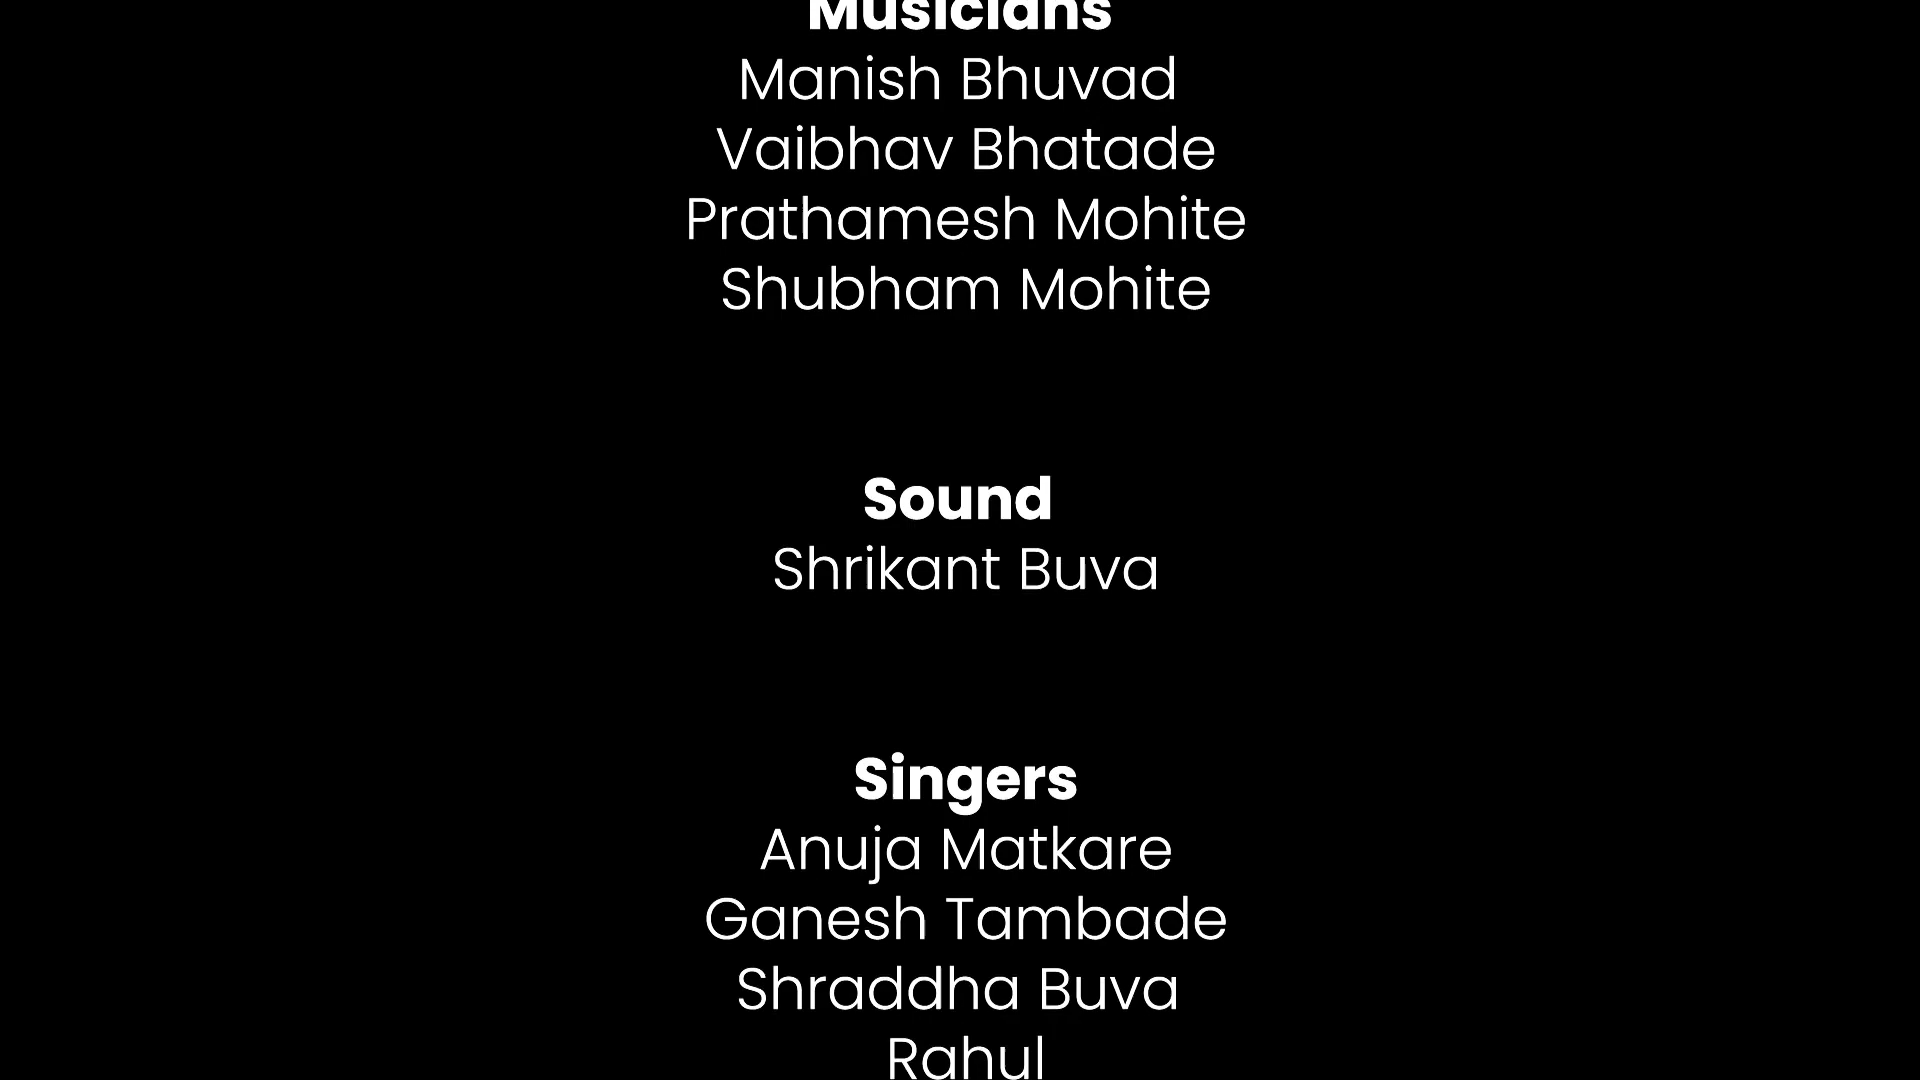 Musicians
Manish Bhuvad
Vaibhav Bhatade
Prathamesh Mohite
Shubham Mohite
Sound
Shrikant Buva
Singers
Anuja Matkare
Ganesh Tambade
Shraddha Buva
Rahul